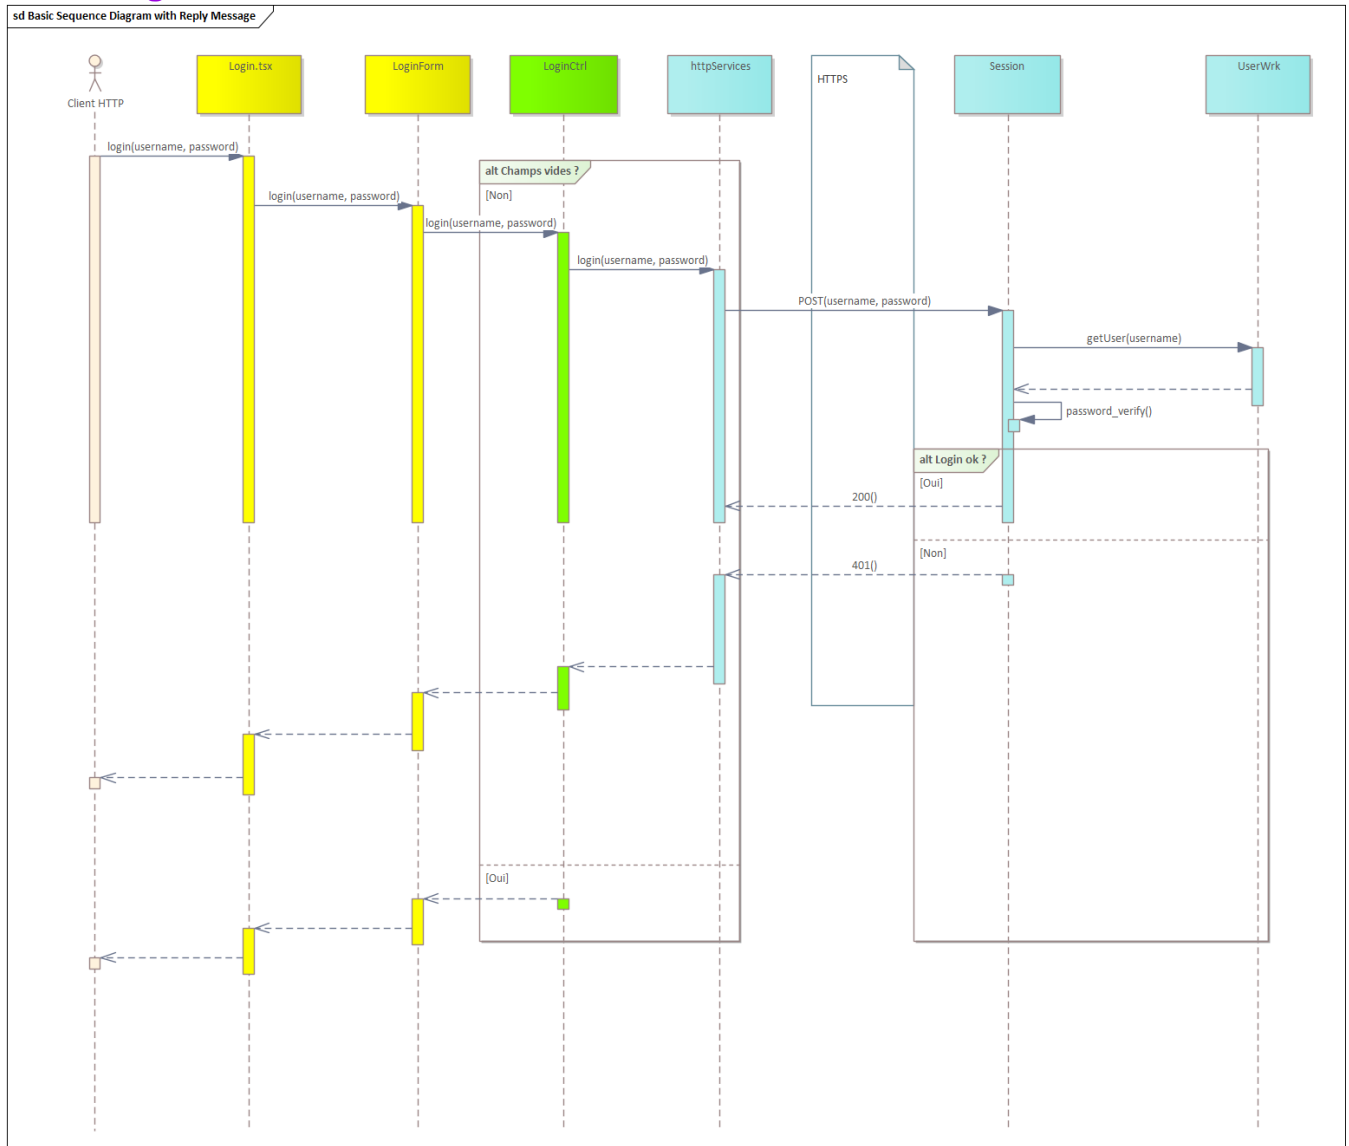 sd Basic Sequence Diagram with Reply Message
Client HTTP
Login.tsx
LoginForm
LoginCtrl
httpServices
HTTPS
Session
UserWrk
login(username, password)
alt Champs vides ?
[Non]
login(username, password)
login(username, password)
login(username, password)
POST(username, password)
getUser(username)
password_verify()
alt Login ok ?
[Oui]
200()
[Non]
401()
[Oui]